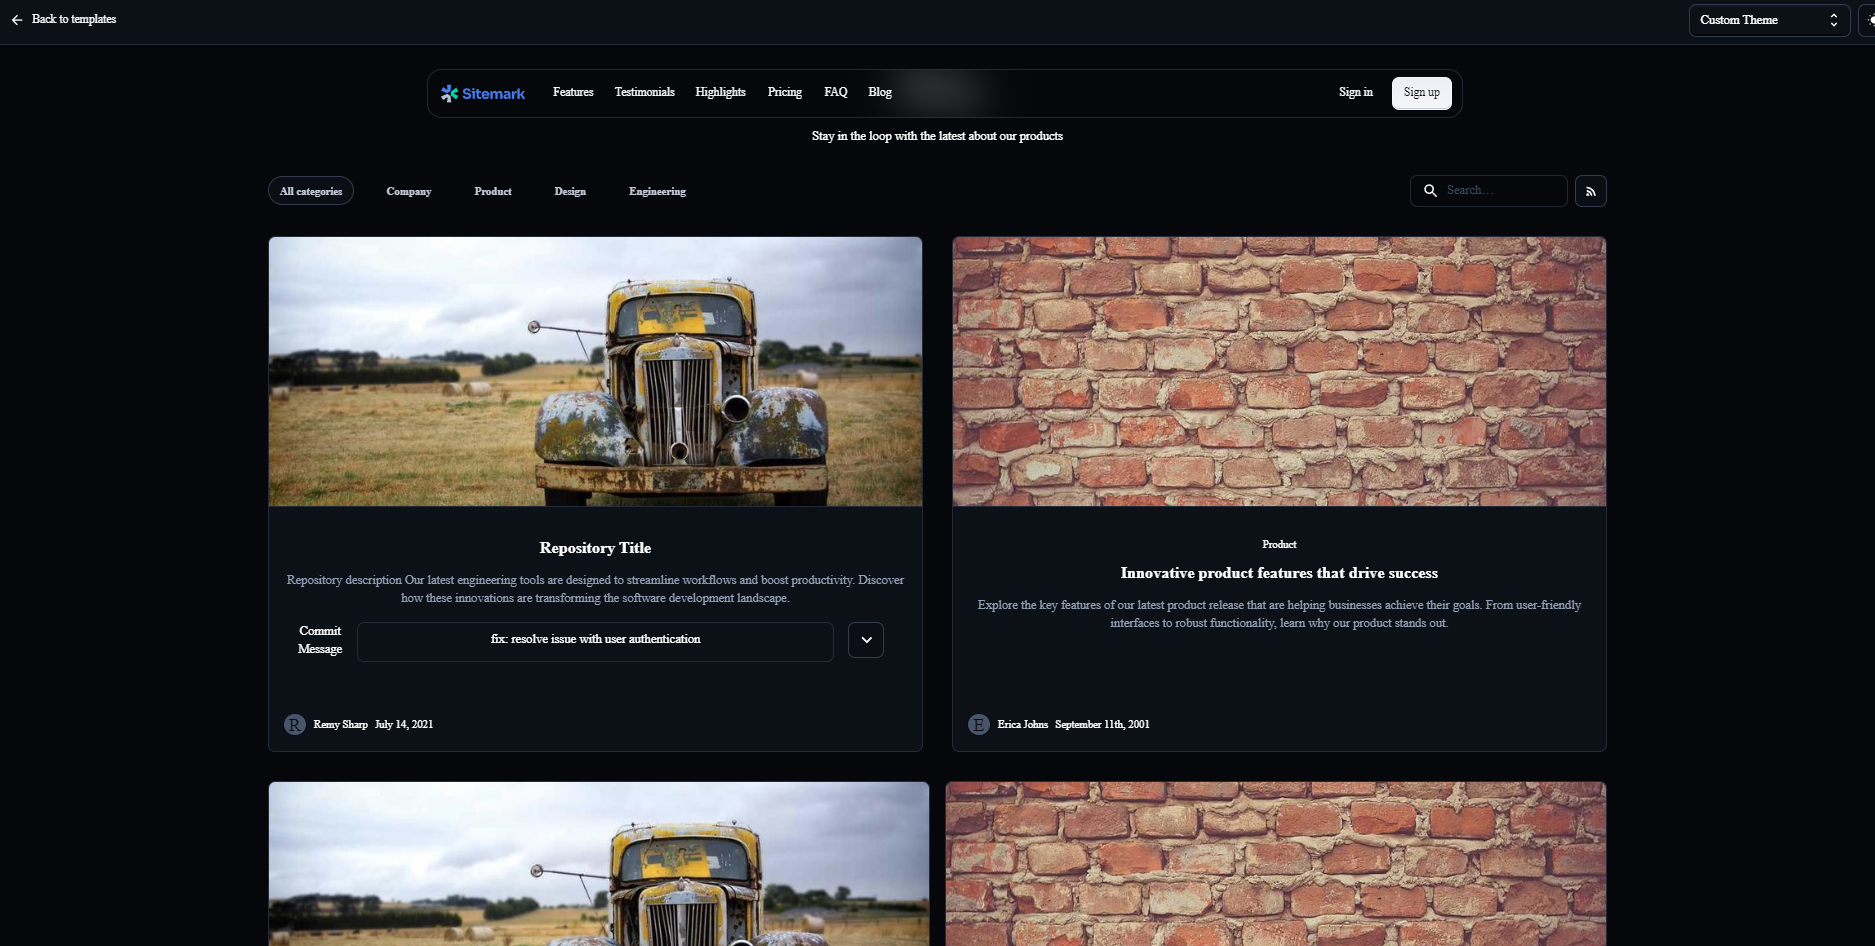 Back to templates
Custom Theme
Sitemark Features Testimonials Highlights Pricing FAQ Blog Sign in Sign up
Stay in the loop with the latest about our products
All categories Company Product Design Engineering Search…
Repository Title
Repository description Our latest engineering tools are designed to streamline workflows and boost productivity. Discover
how these innovations are transforming the software development landscape.
Commit
Message
fix: resolve issue with user authentication
R Remy Sharp July 14, 2021
Product
Innovative product features that drive success
Explore the key features of our latest product release that are helping businesses achieve their goals. From user-friendly
interfaces to robust functionality, learn why our product stands out.
E Erica Johns September 11th, 2001